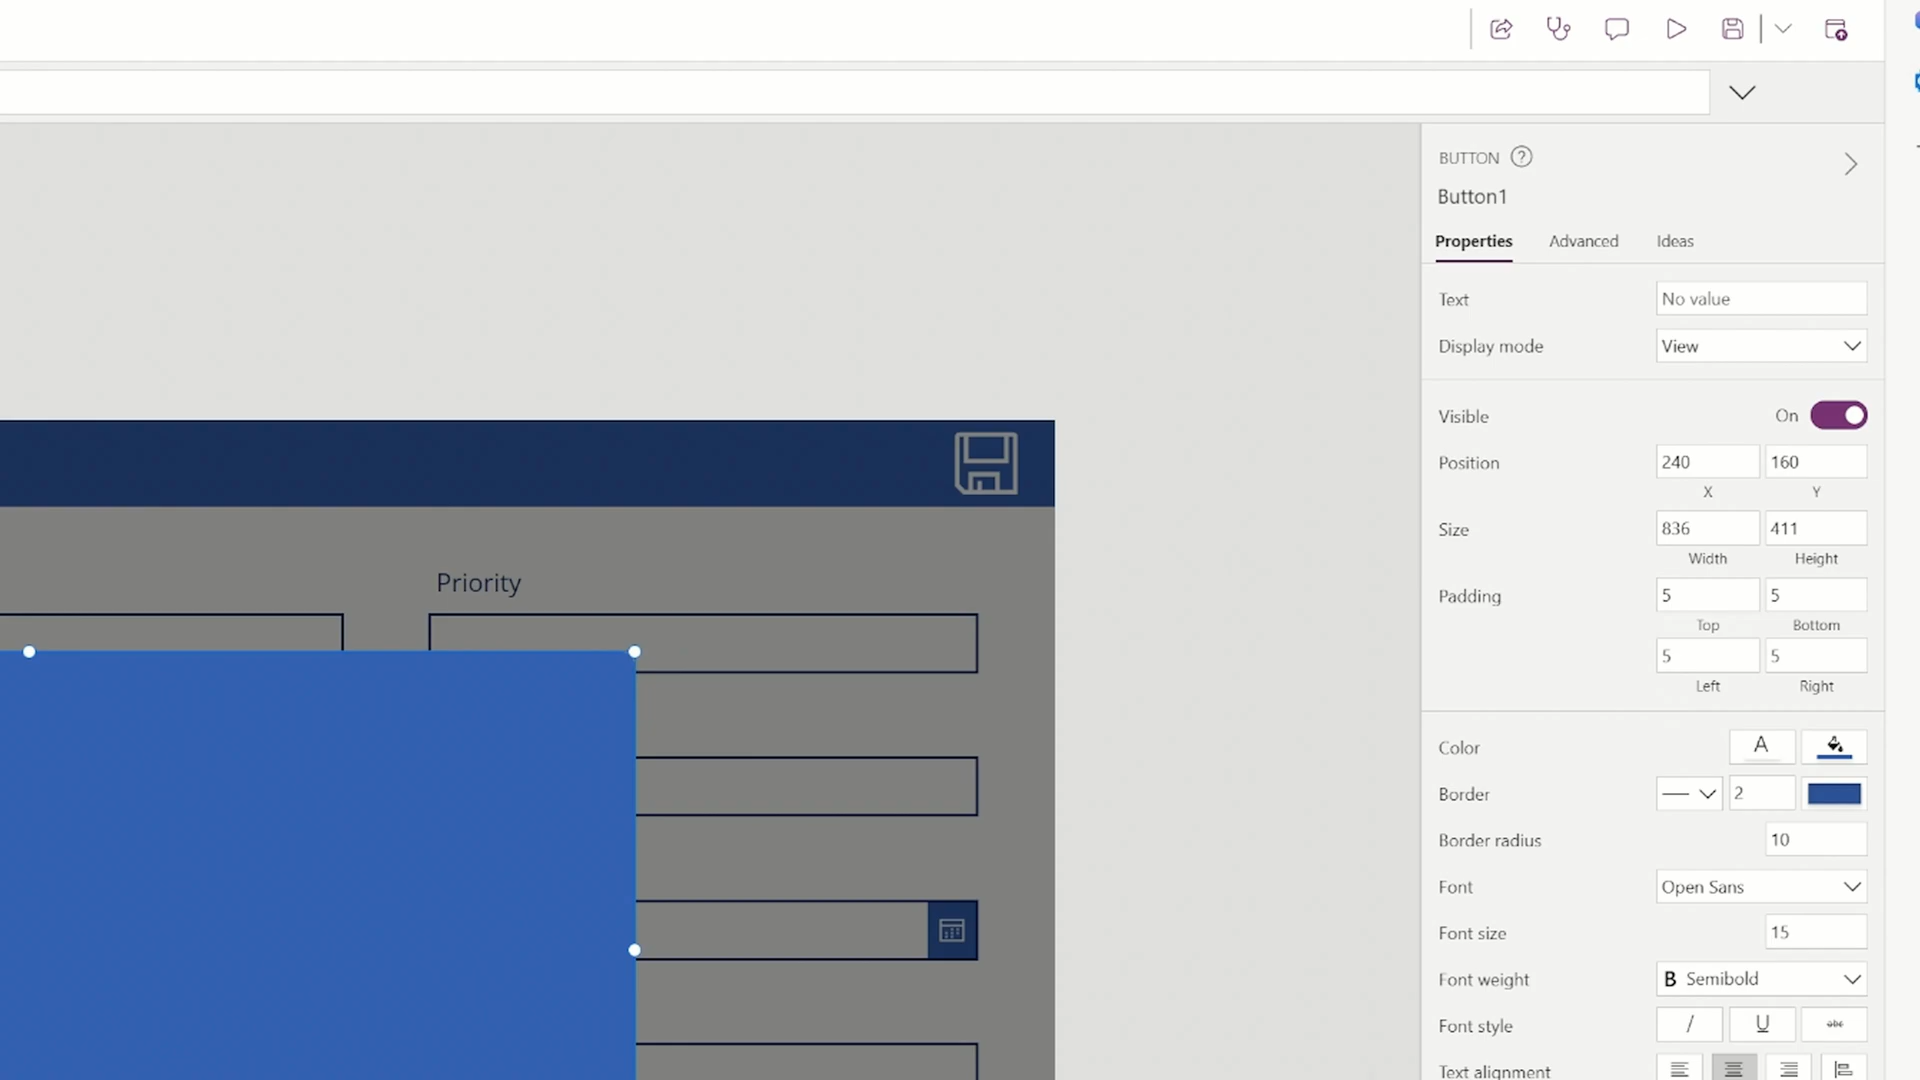 BUTTON ?
Button1
Properties Advanced Ideas
Text No value
Display mode View
Visible On
Position 240 160
X Y
Size 836 411
Width Height
Padding 5 5
Top Bottom
5 5
Left Right
Color A
Border 2
Border radius 10
Font Open Sans
Font size 15
Font weight B Semibold
Font style / U abc
Text alignment
Priority